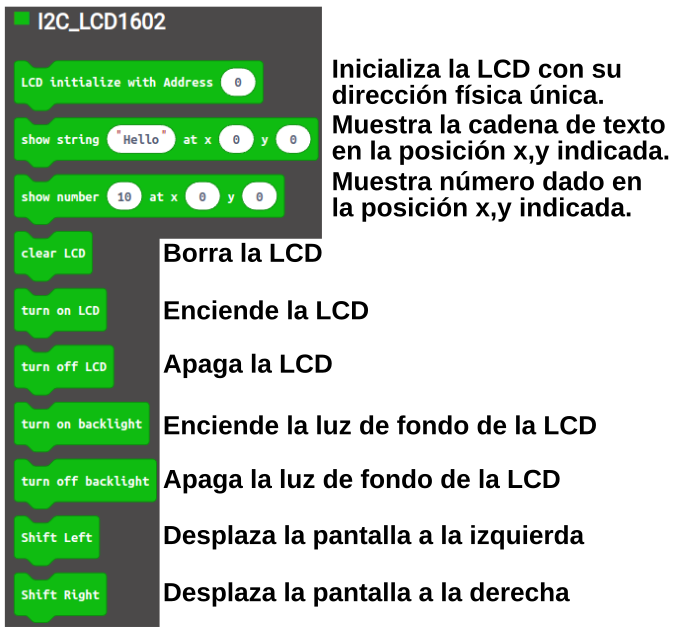 I2C_LCD1602
LCD initialize with Address 0
Inicializa la LCD con su
dirección física única.
show string "Hello" at x 0 y 0
Muestra la cadena de texto
en la posición x,y indicada.
show number 10 at x 0 y 0
Muestra número dado en
la posición x,y indicada.
clear LCD
Borra la LCD
turn on LCD
Enciende la LCD
turn off LCD
Apaga la LCD
turn on backlight
Enciende la luz de fondo de la LCD
turn off backlight
Apaga la luz de fondo de la LCD
Shift Left
Desplaza la pantalla a la izquierda
Shift Right
Desplaza la pantalla a la derecha